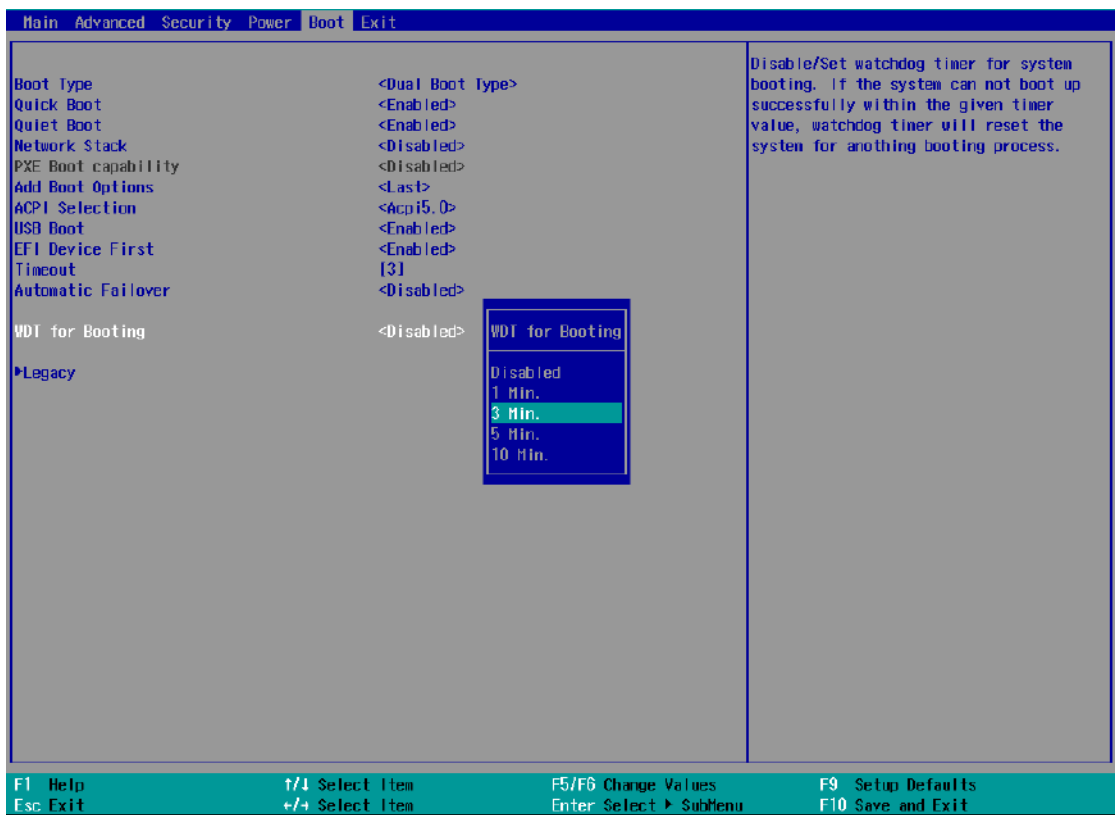 Main Advanced Security Power Boot Exit
Boot Type <Dual Boot Type>
Quick Boot <Enabled>
Quiet Boot <Enabled>
Network Stack <Disabled>
PXE Boot capability <Disabled>
Add Boot Options <Last>
ACPI Selection <Acpi5.0>
USB Boot <Enabled>
EFI Device First <Enabled>
Timeout [3]
Automatic Failover <Disabled>
WDT for Booting <Disabled>
▶Legacy
WDT for Booting
Disabled
1 Min.
3 Min.
5 Min.
10 Min.
Disable/Set watchdog timer for system
booting. If the system can not boot up
successfully within the given timer
value, watchdog timer will reset the
system for anothing booting process.
F1 Help ↑/↓ Select Item F5/F6 Change Values F9 Setup Defaults
Esc Exit ←/→ Select Item Enter Select ▶ SubMenu F10 Save and Exit